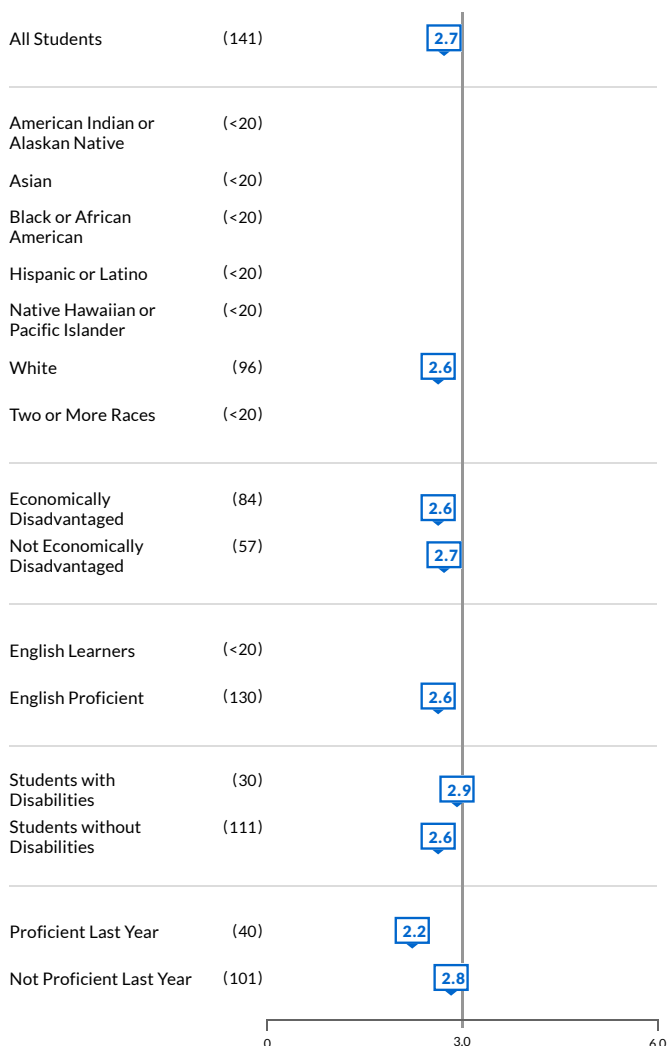 All Students (141) 2.7
American Indian or (<20)
Alaskan Native
Asian (<20)
Black or African (<20)
American
Hispanic or Latino (<20)
Native Hawaiian or (<20)
Pacific Islander
White (96) 2.6
Two or More Races (<20)
Economically (84) 2.6
Disadvantaged
Not Economically (57) 2.7
Disadvantaged
English Learners (<20)
English Proficient (130) 2.6
Students with (30) 2.9
Disabilities
Students without (111) 2.6
Disabilities
Proficient Last Year (40) 2.2
Not Proficient Last Year (101) 2.8
0 3.0 6.0